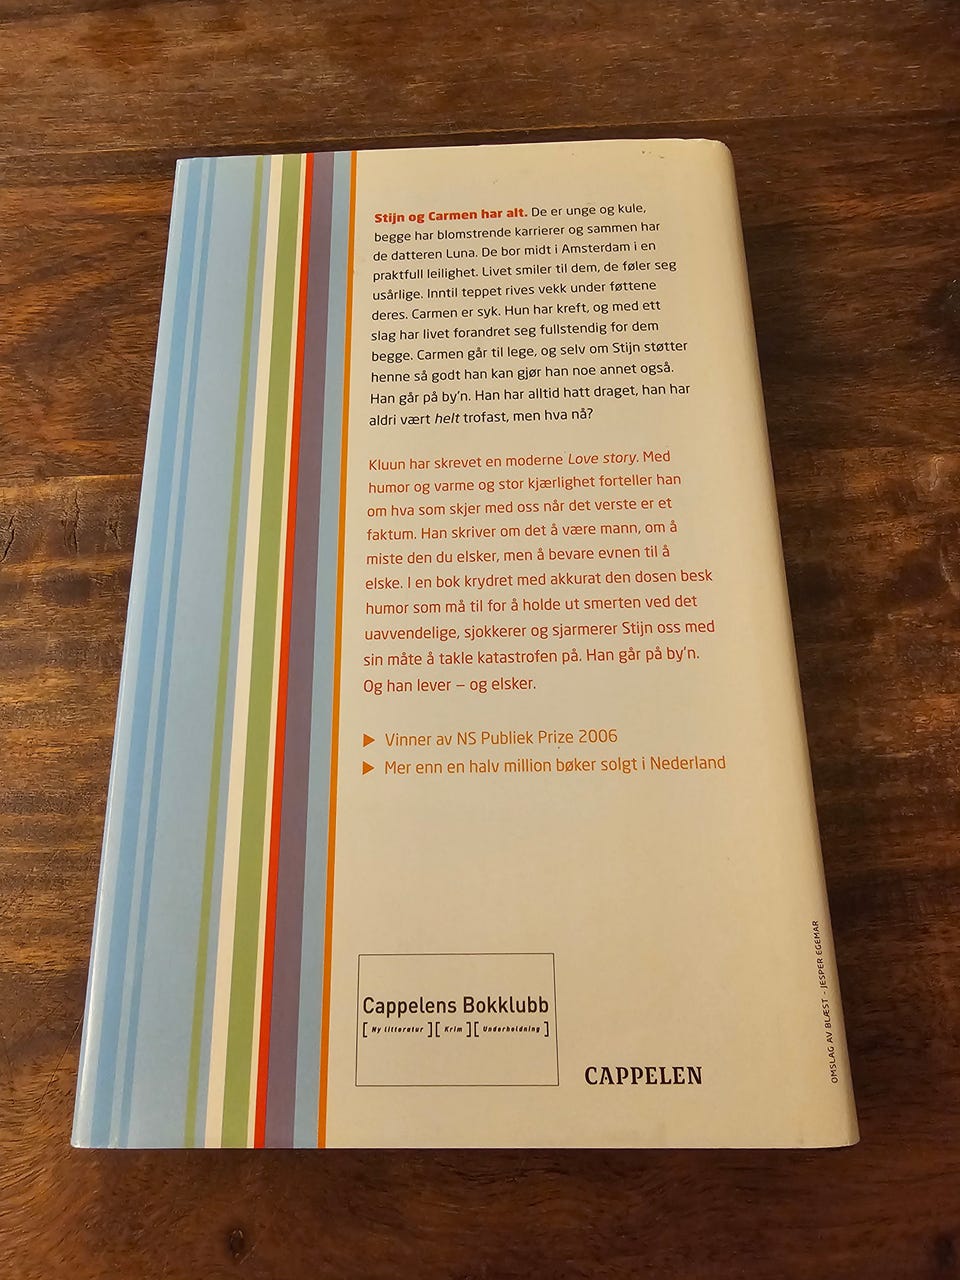 Stijn og Carmen har alt. De er unge og kule,
begge har blomstrende karrierer og sammen har
de datteren Luna. De bor midt i Amsterdam i en
praktfull leilighet. Livet smiler til dem, de føler seg
usårlige. Inntil teppet rives vekk under føttene
deres. Carmen er syk. Hun har kreft, og med ett
slag har livet forandret seg fullstendig for dem
begge. Carmen går til lege, og selv om Stijn støtter
henne så godt han kan gjør han noe annet også.
Han går på by'n. Han har alltid hatt draget, han har
aldri vært helt trofast, men hva nå?
Kluun har skrevet en moderne Love story. Med
humor og varme og stor kjærlighet forteller han
om hva som skjer med oss når det verste er et
faktum. Han skriver om det å være mann, om å
miste den du elsker, men å bevare evnen til å
elske. I en bok krydret med akkurat den dosen besk
humor som må til for å holde ut smerten ved det
uavvendelige, sjokkerer og sjarmerer Stijn oss med
sin måte å takle katastrofen på. Han går på by'n.
Og han lever – og elsker.
▶ Vinner av NS Publiek Prize 2006
▶ Mer enn en halv million bøker solgt i Nederland
Cappelens Bokklubb
[ Ny litteratur ][ Krim ][ Underholdning ]
CAPPELEN
OMSLAG AV BLÆST - JESPER EGEMAR